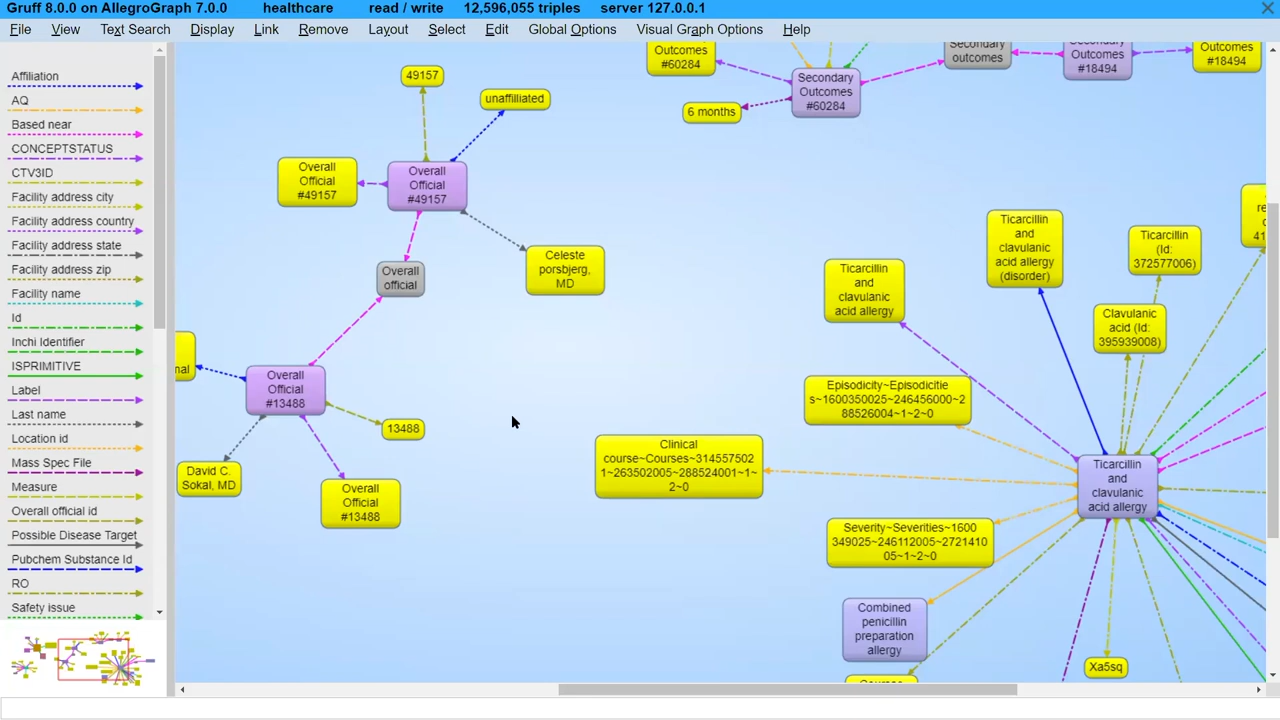 Gruff 8.0.0 on AllegroGraph 7.0.0 healthcare read / write 12,596,055 triples server 127.0.0.1
File View Text Search Display Link Remove Layout Select Edit Global Options Visual Graph Options Help
Affiliation
AQ
Based near
CONCEPTSTATUS
CTV3ID
Facility address city
Facility address country
Facility address state
Facility address zip
Facility name
Id
Inchi Identifier
ISPRIMITIVE
Label
Last name
Location id
Mass Spec File
Measure
Overall official id
Possible Disease Target
Pubchem Substance Id
RO
Safety issue
49157
unaffiliated
Overall
Official
#49157
Overall
Official
#49157
Overall
official
Celeste
porsbjerg,
MD
Overall
Official
#13488
13488
David C.
Sokal, MD
Overall
Official
#13488
Outcomes
#60284
6 months
Secondary
Outcomes
#60284
Secondary
outcomes
Secondary
Outcomes
#18494
Outcomes
#18494
Ticarcillin
and
clavulanic
acid allergy
(disorder)
Ticarcillin
(Id:
372577006)
Ticarcillin
and
clavulanic
acid allergy
Clavulanic
acid (Id:
395939008)
Episodicity~Episodicitie
s~1600350025~246456000~2
88526004~1~2~0
Clinical
course~Courses~314557502
1~263502005~288524001~1~
2~0
Ticarcillin
and
clavulanic
acid allergy
Severity~Severities~1600
349025~246112005~2721410
05~1~2~0
Combined
penicillin
preparation
allergy
Xa5sq